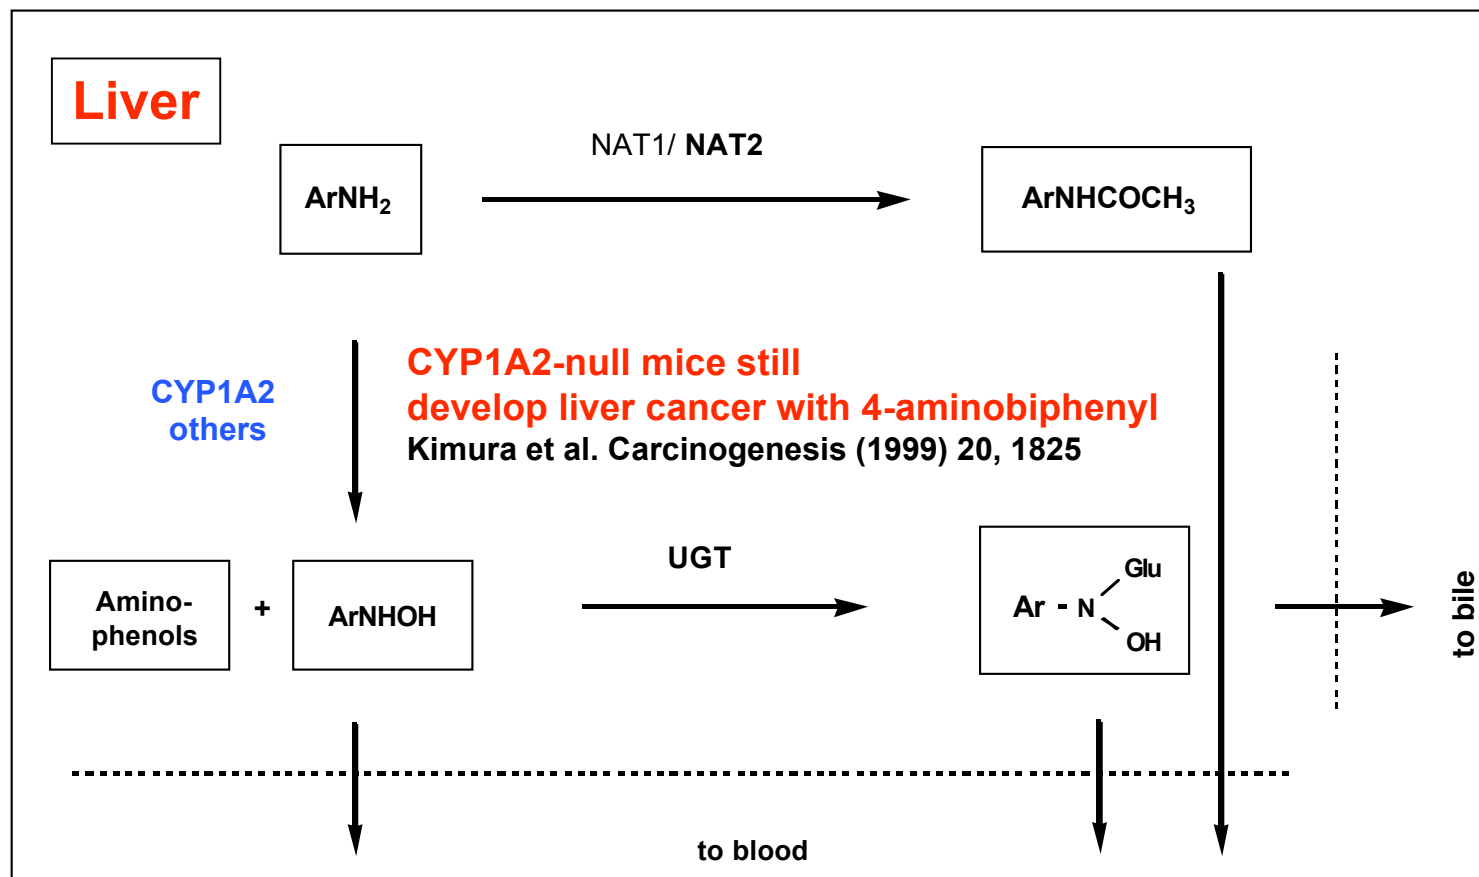 Liver
NAT1/ NAT2
ArNH₂
ArNHCOCH₃
CYP1A2
others
CYP1A2-null mice still
develop liver cancer with 4-aminobiphenyl
Kimura et al. Carcinogenesis (1999) 20, 1825
Amino-
phenols
+
ArNHOH
UGT
Glu
Ar - N
OH
to bile
to blood